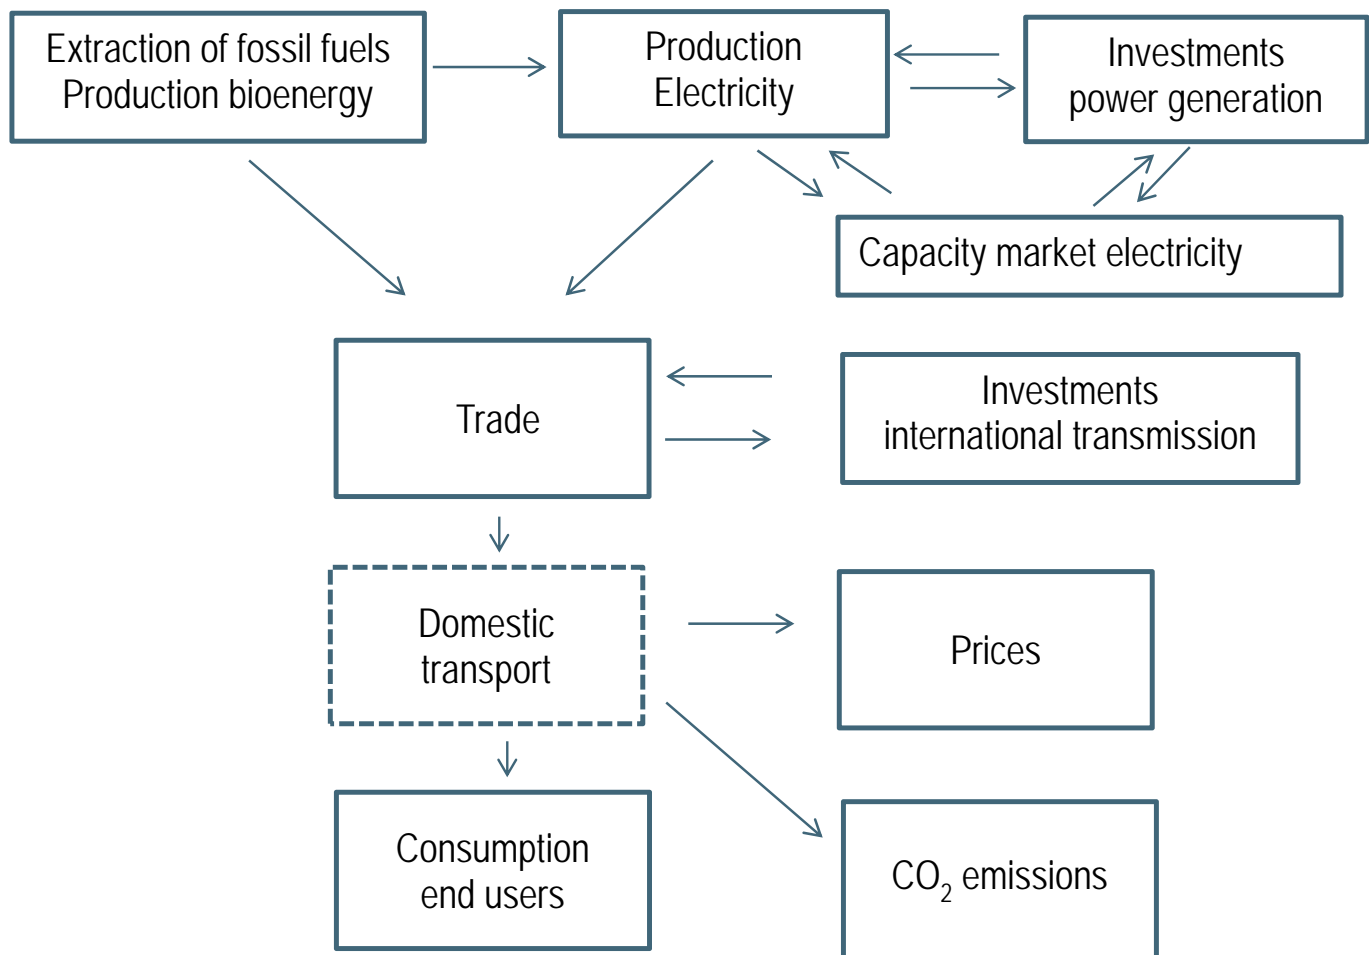 Extraction of fossil fuels
Production bioenergy
Production
Electricity
Investments
power generation
Capacity market electricity
Trade
Investments
international transmission
Domestic
transport
Prices
Consumption
end users
CO₂ emissions